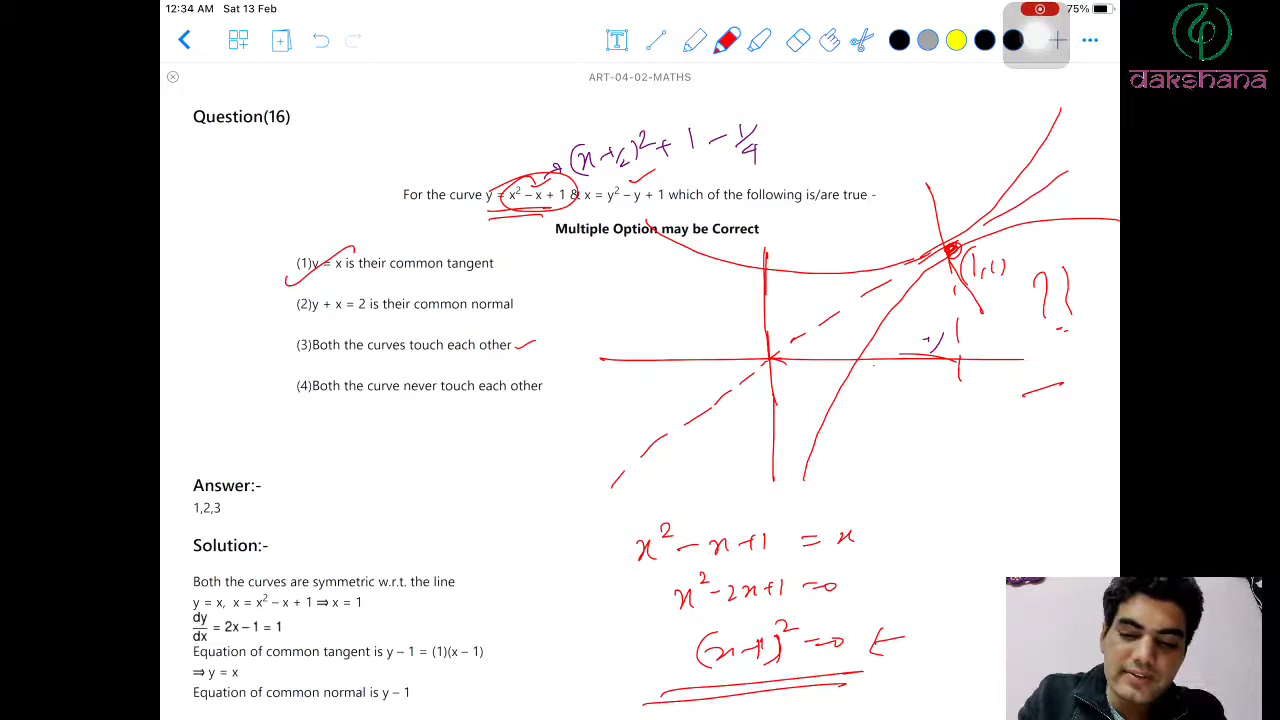 12:34 AM Sat 13 Feb
75%
ART-04-02-MATHS
dakshana
Question(16)
(x+½)² + 1 − 1/4
For the curve y = x² − x + 1 & x = y² − y + 1 which of the following is/are true -
Multiple Option may be Correct
(1)y = x is their common tangent
(2)y + x = 2 is their common normal
(3)Both the curves touch each other
(4)Both the curve never touch each other
(1,1)
??
Answer:-
1,2,3
Solution:-
Both the curves are symmetric w.r.t. the line
y = x, x = x² − x + 1 ⇒ x = 1
dy/dx = 2x − 1 = 1
Equation of common tangent is y − 1 = (1)(x − 1)
⇒ y = x
Equation of common normal is y − 1
x² − x + 1 = x
x² − 2x + 1 = 0
(x − 1)² = 0